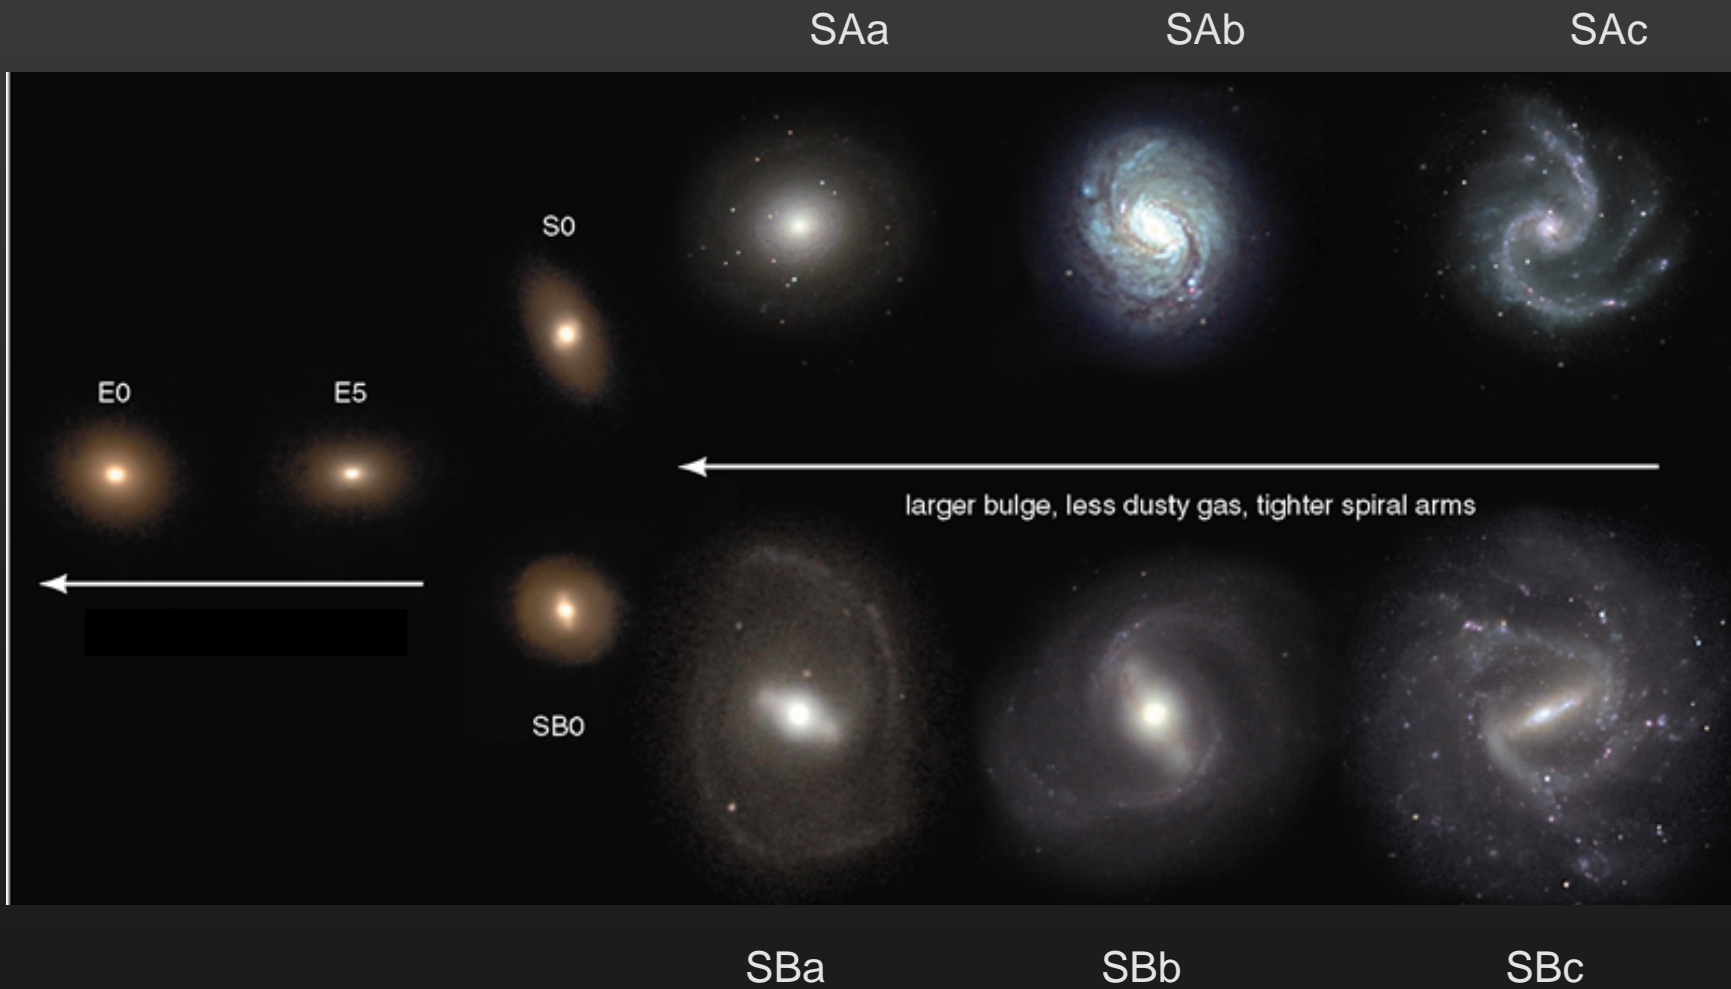 SAa SAb SAc
S0
E0 E5
larger bulge, less dusty gas, tighter spiral arms
SB0
SBa SBb SBc